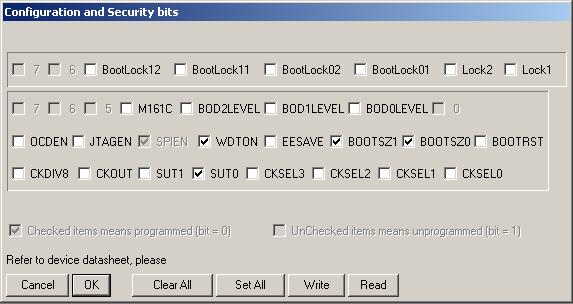 Configuration and Security bits
7 6 BootLock12 BootLock11 BootLock02 BootLock01 Lock2 Lock1
7 6 5 M161C BOD2LEVEL BOD1LEVEL BOD0LEVEL 0
OCDEN JTAGEN SPIEN WDTON EESAVE BOOTSZ1 BOOTSZ0 BOOTRST
CKDIV8 CKOUT SUT1 SUT0 CKSEL3 CKSEL2 CKSEL1 CKSEL0
Checked items means programmed (bit = 0) UnChecked items means unprogrammed (bit = 1)
Refer to device datasheet, please
Cancel OK Clear All Set All Write Read